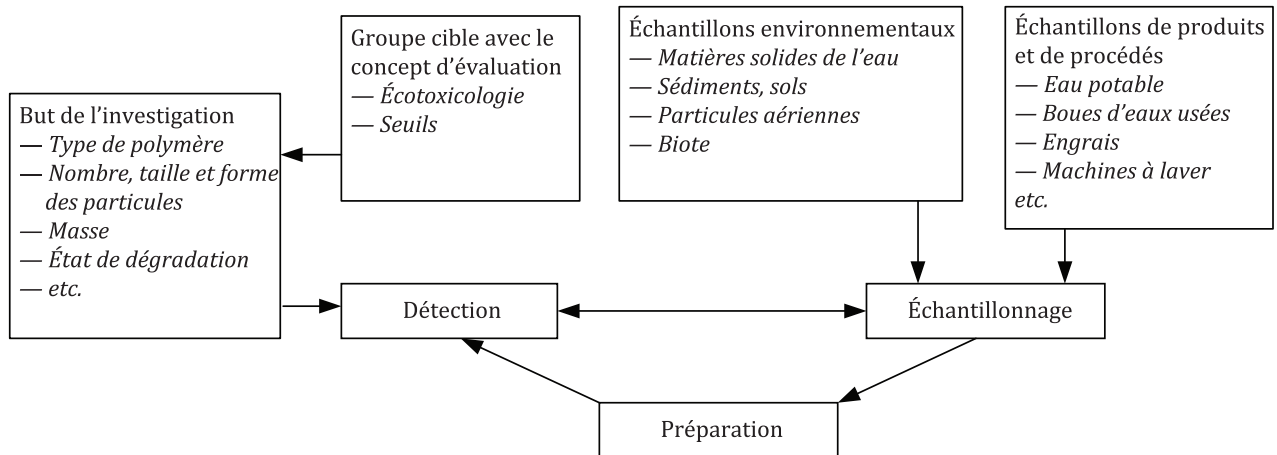 But de l’investigation
— Type de polymère
— Nombre, taille et forme
des particules
— Masse
— État de dégradation
— etc.
Groupe cible avec le
concept d’évaluation
— Écotoxicologie
— Seuils
Échantillons environnementaux
— Matières solides de l’eau
— Sédiments, sols
— Particules aériennes
— Biote
Échantillons de produits
et de procédés
— Eau potable
— Boues d’eaux usées
— Engrais
— Machines à laver
etc.
Détection
Échantillonnage
Préparation